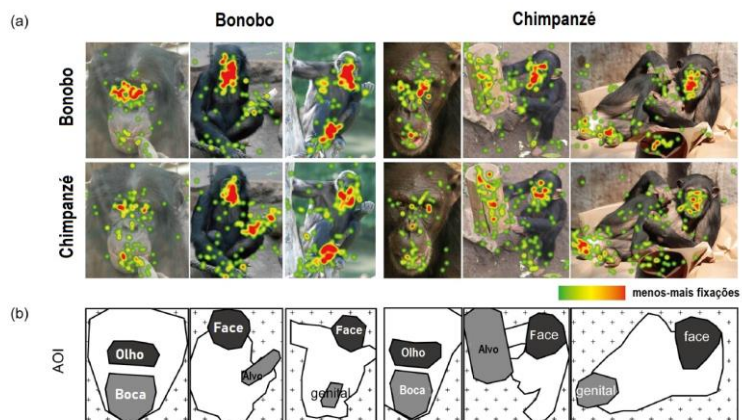 (a)
Bonobo
Chimpanzé
Bonobo
Chimpanzé
menos-mais fixações
(b)
AOI
Olho
Boca
Face
Alvo
Face
genital
Olho
Boca
Alvo
Face
genital
face